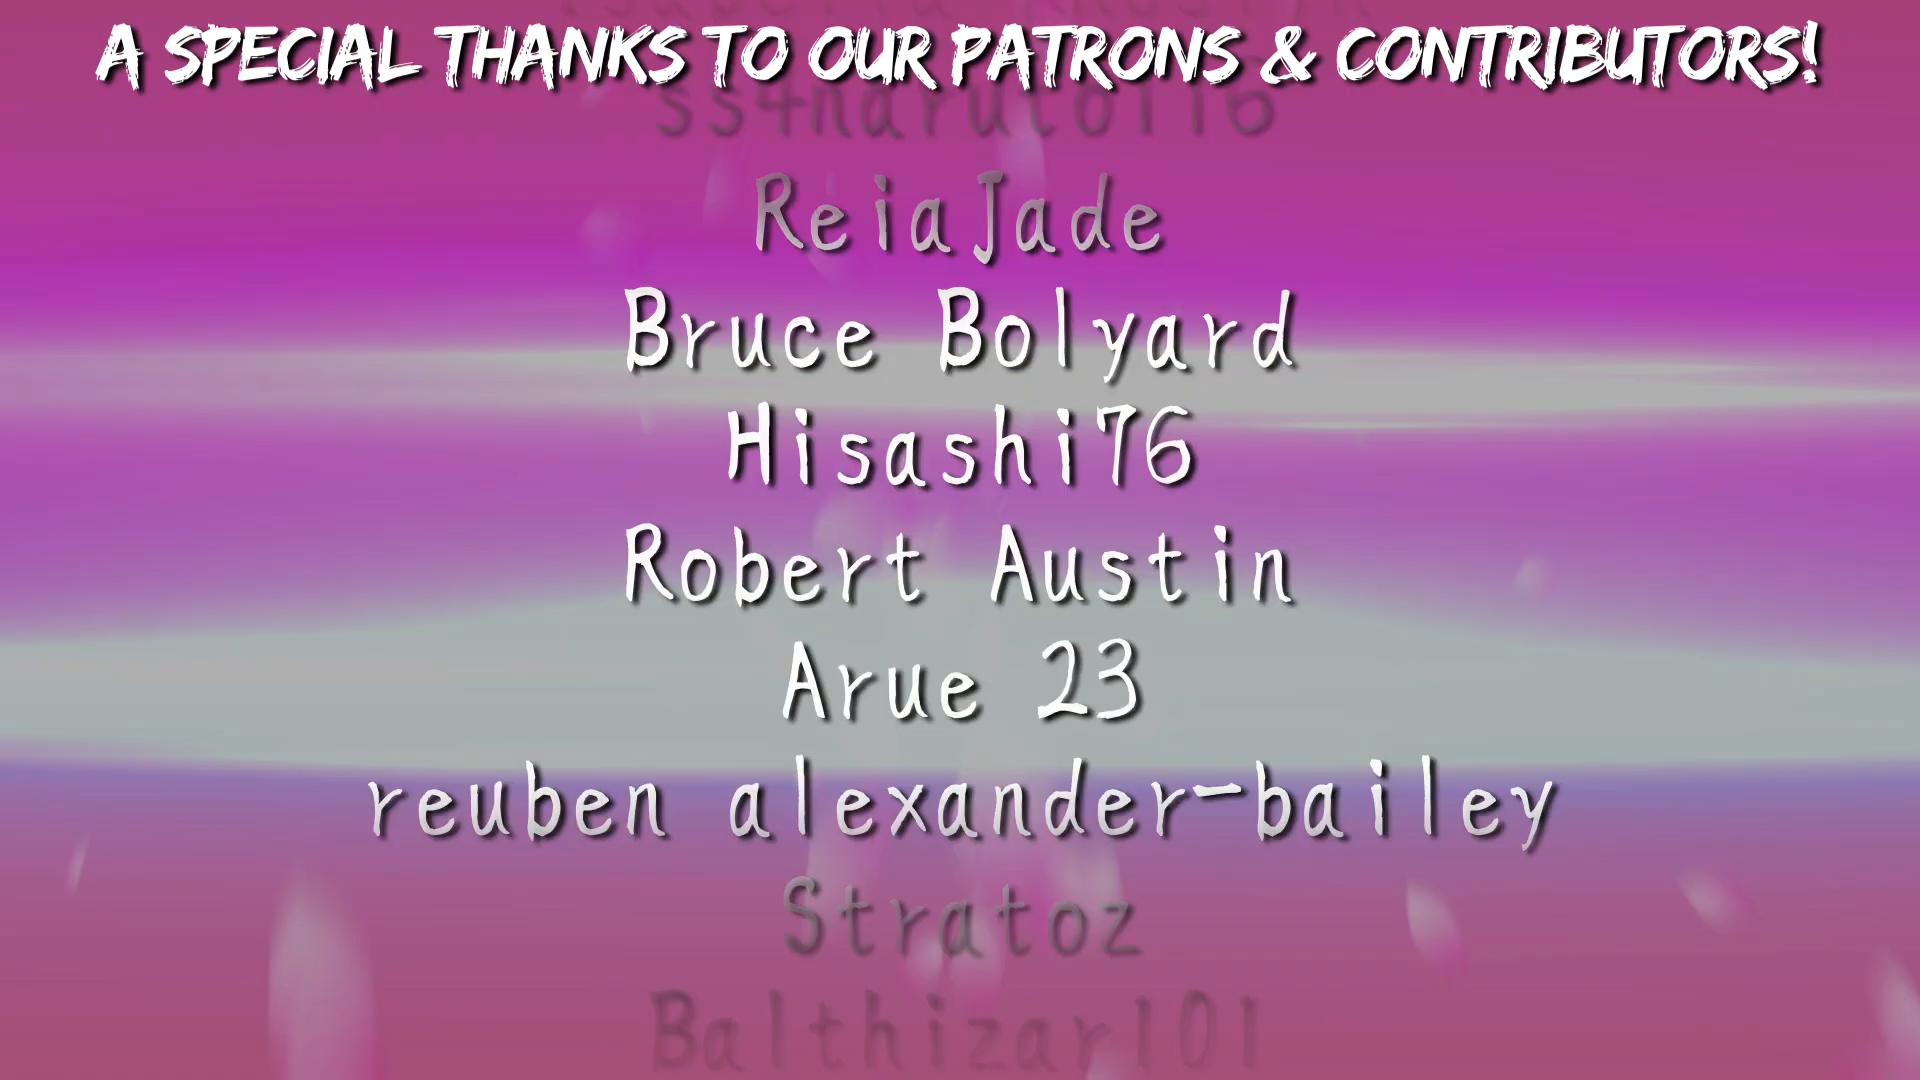 A SPECIAL THANKS TO OUR PATRONS & CONTRIBUTORS!
ss4naruto116
ReiaJade
Bruce Bolyard
Hisashi76
Robert Austin
Arue 23
reuben alexander-bailey
Stratoz
Balthizar101